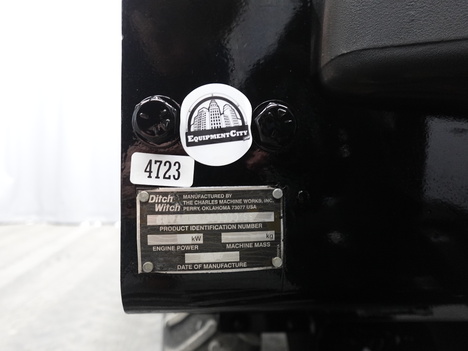 EQUIPMENTCITY
4723
Ditch Witch
MANUFACTURED BY
THE CHARLES MACHINE WORKS, INC.
PERRY, OKLAHOMA 73077 USA
PRODUCT IDENTIFICATION NUMBER
kW kg
ENGINE POWER MACHINE MASS
DATE OF MANUFACTURE